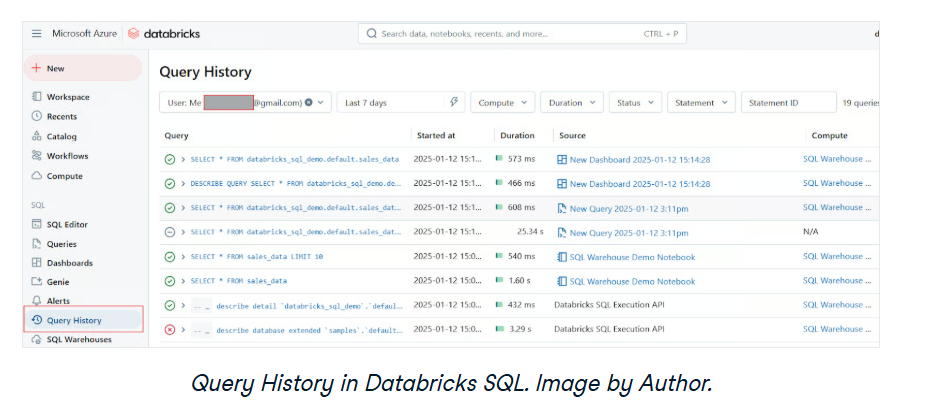 Microsoft Azure databricks Search data, notebooks, recents, and more... CTRL + P
New
Workspace
Recents
Catalog
Workflows
Compute
SQL
SQL Editor
Queries
Dashboards
Genie
Alerts
Query History
SQL Warehouses
Query History
User: Me @gmail.com) Last 7 days Compute Duration Status Statement Statement ID 19 queries
Query Started at Duration Source Compute
SELECT * FROM databricks_sql_demo.default.sales_data 2025-01-12 15:1... 573 ms New Dashboard 2025-01-12 15:14:28 SQL Warehouse ...
DESCRIBE QUERY SELECT * FROM databricks_sql_demo.de... 2025-01-12 15:1... 466 ms New Dashboard 2025-01-12 15:14:28 SQL Warehouse ...
SELECT * FROM databricks_sql_demo.default.sales_dat... 2025-01-12 15:1... 608 ms New Query 2025-01-12 3:11pm SQL Warehouse ...
SELECT * FROM databricks_sql_demo.default.sales_dat... 2025-01-12 15:1... 25.34 s New Query 2025-01-12 3:11pm N/A
SELECT * FROM sales_data LIMIT 10 2025-01-12 15:0... 540 ms SQL Warehouse Demo Notebook SQL Warehouse ...
SELECT * FROM sales_data 2025-01-12 15:0... 1.60 s SQL Warehouse Demo Notebook SQL Warehouse ...
-- … describe detail `databricks_sql_demo`.`defaul... 2025-01-12 15:0... 432 ms Databricks SQL Execution API SQL Warehouse ...
-- … describe database extended `samples`.`default... 2025-01-12 15:0... 3.29 s Databricks SQL Execution API SQL Warehouse ...
Query History in Databricks SQL. Image by Author.